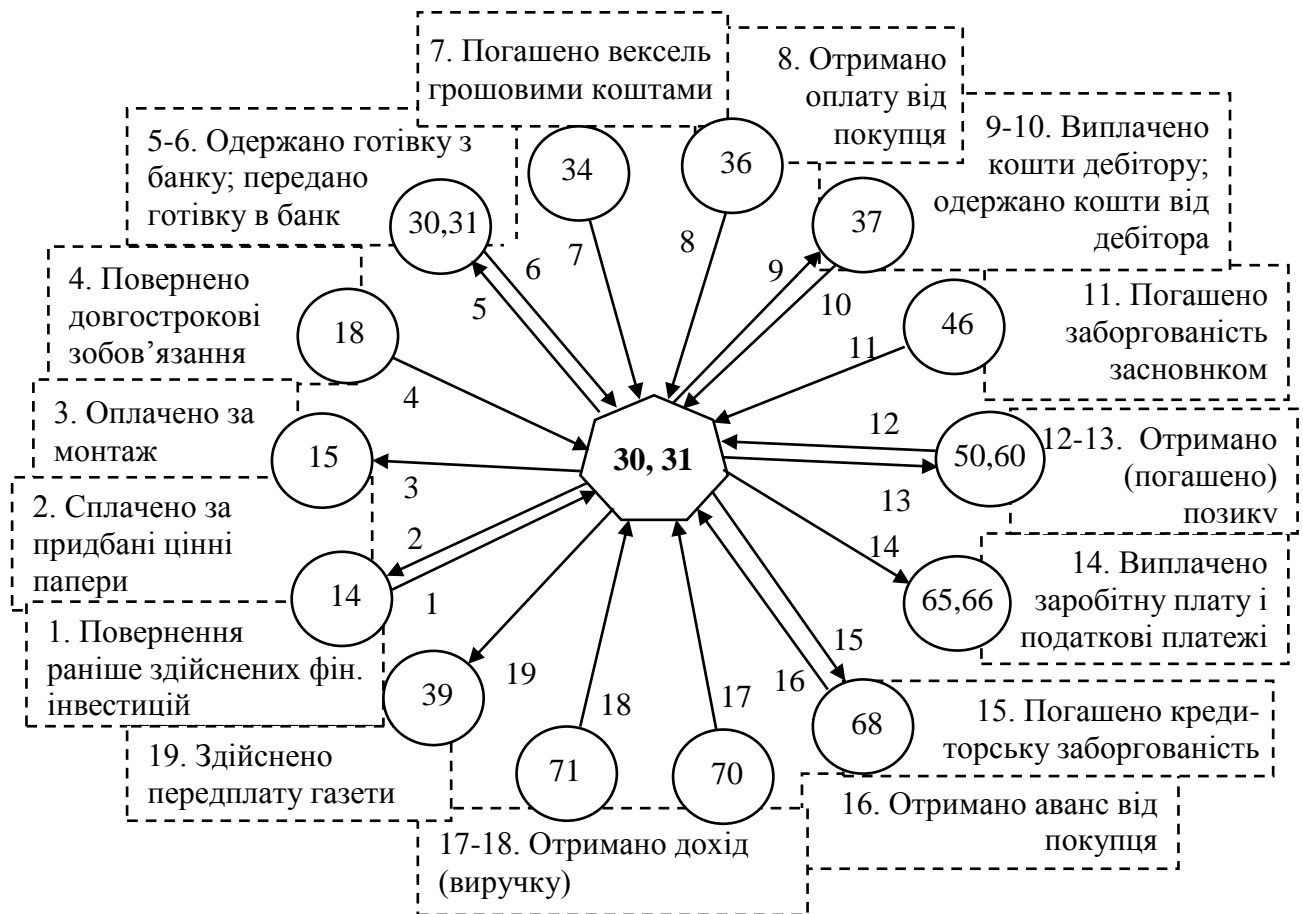 7. Погашено вексель
грошовими коштами
8. Отримано
оплату від
покупця
5-6. Одержано готівку з
банку; передано
готівку в банк
9-10. Виплачено
кошти дебітору;
одержано кошти від
дебітора
4. Повернено
довгострокові
зобов’язання
11. Погашено
заборгованість
засновнком
3. Оплачено за
монтаж
12-13. Отримано
(погашено)
позику
2. Сплачено за
придбані цінні
папери
14. Виплачено
заробітну плату і
податкові платежі
1. Повернення
раніше здійснених фін.
інвестицій
15. Погашено креди-
торську заборгованість
19. Здійснено
передплату газети
16. Отримано аванс від
покупця
17-18. Отримано дохід
(виручку)
34
36
30,31
37
18
46
15
30, 31
50,60
14
65,66
39
68
71
70
7
8
6
5
9
10
4
11
12
3
13
2
14
1
15
19
16
18
17